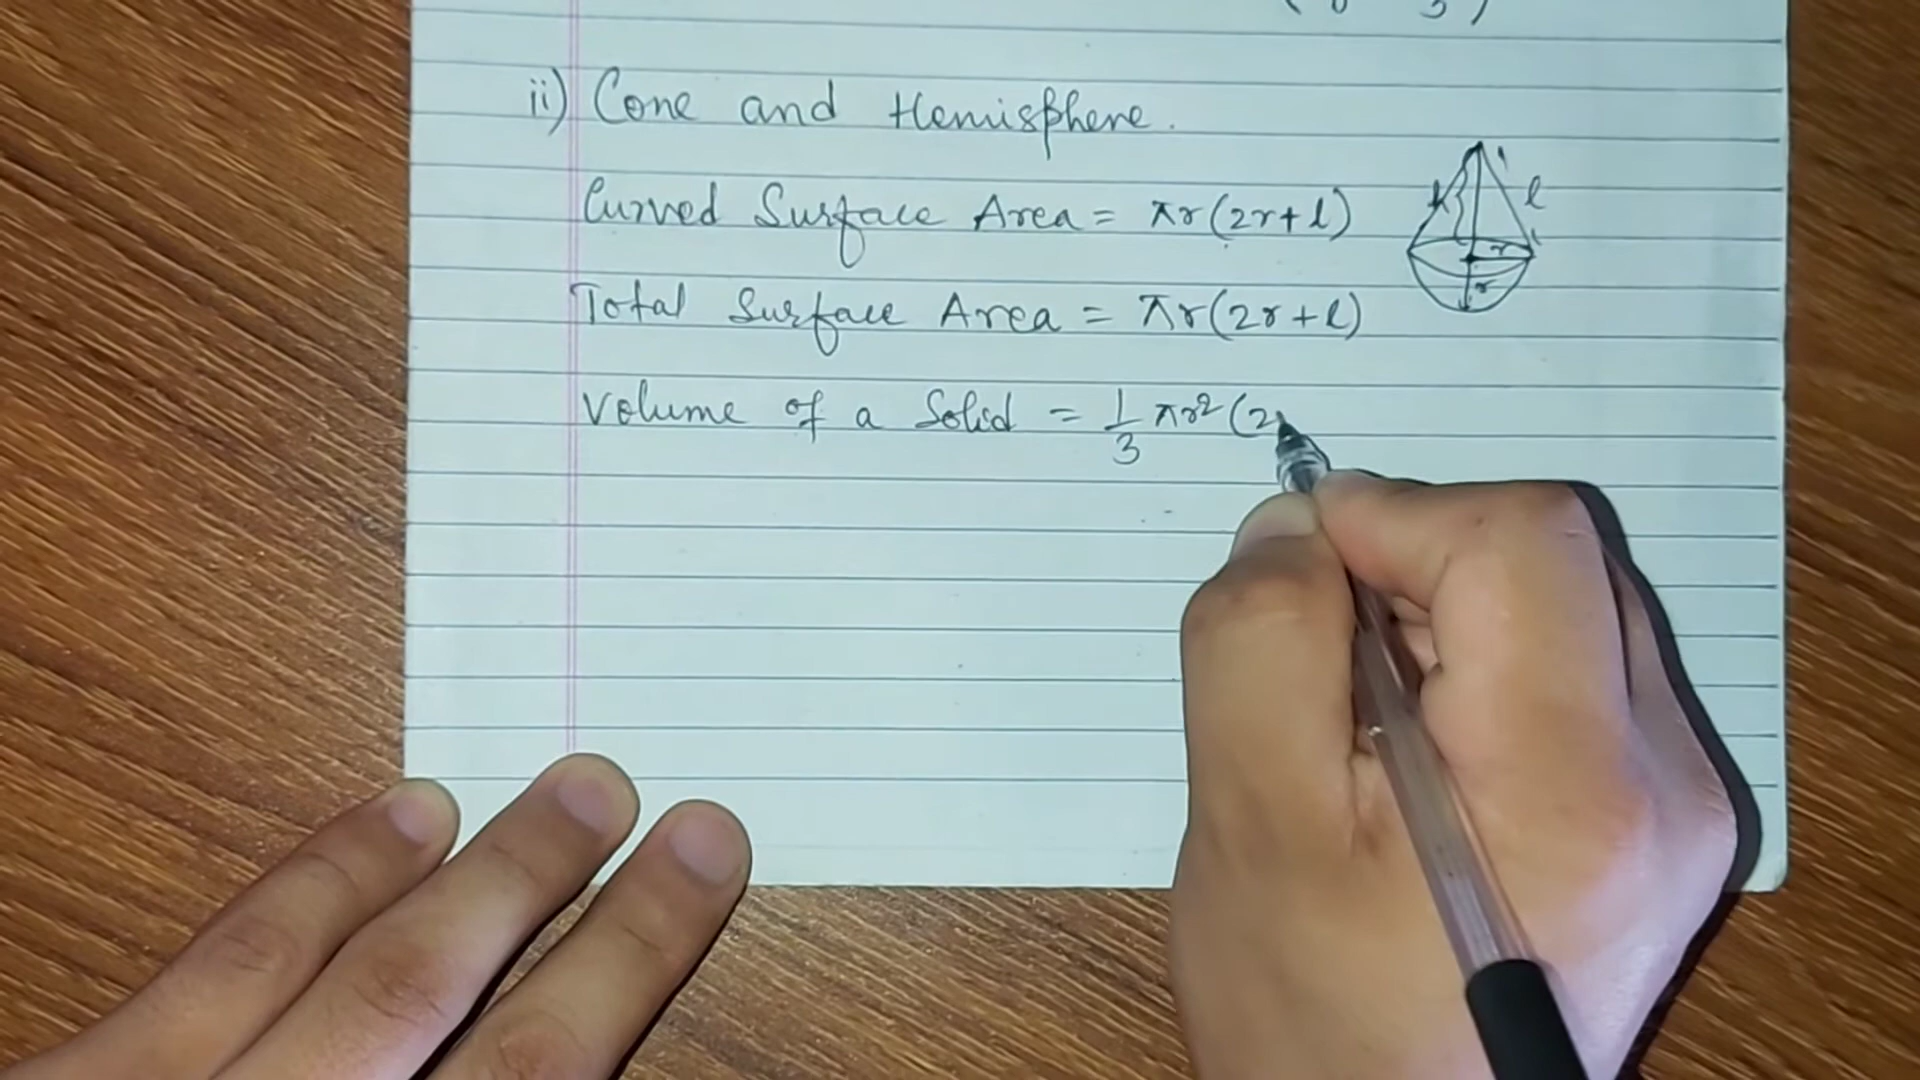 ii) Cone and Hemisphere.
Curved Surface Area = πr(2r+l)
l
r
r
Total Surface Area = πr(2r+l)
Volume of a Solid = 1/3 πr² (2